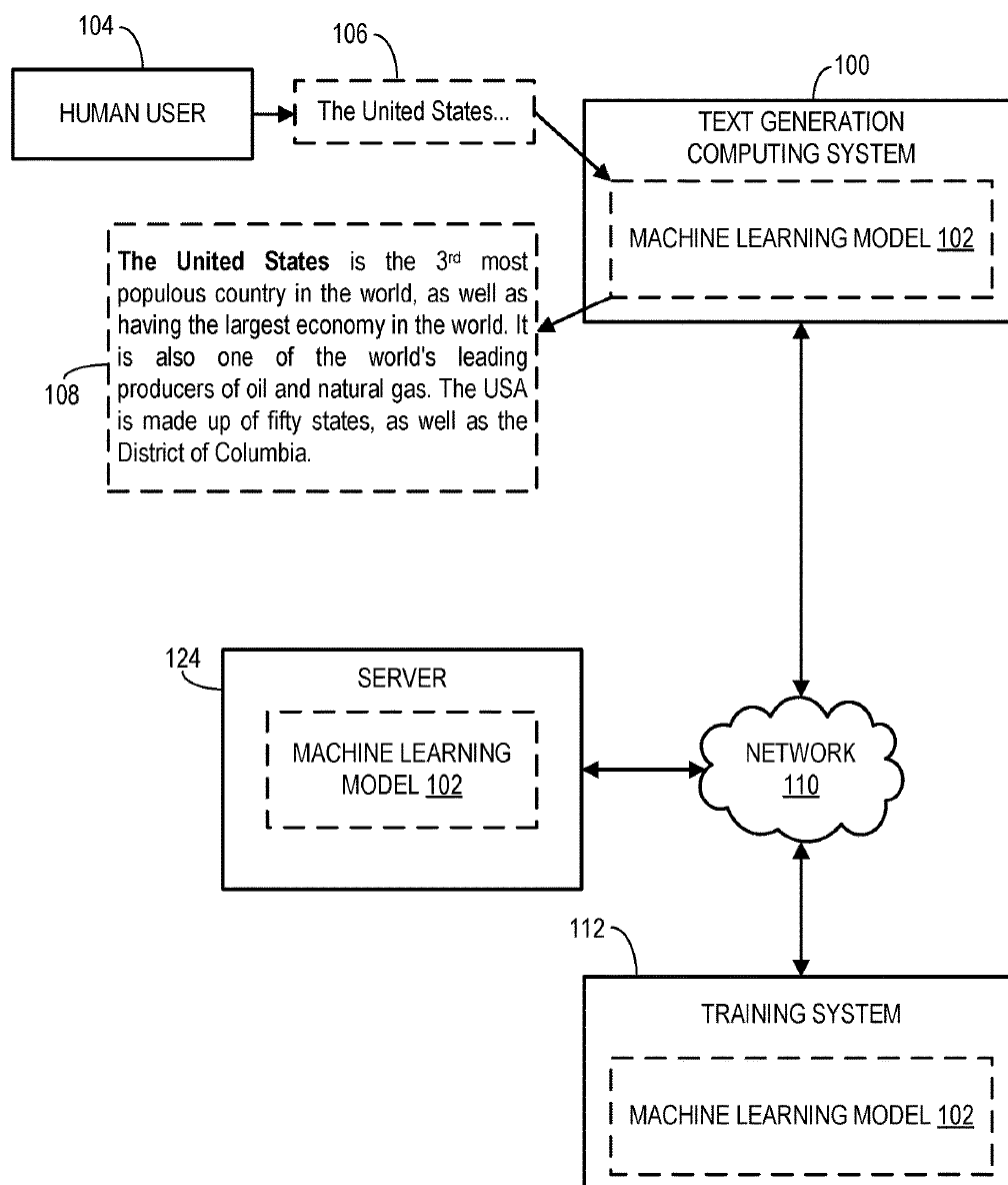 104
HUMAN USER
106
The United States...
100
TEXT GENERATION
COMPUTING SYSTEM
MACHINE LEARNING MODEL 102
The United States is the 3rd most
populous country in the world, as well as
having the largest economy in the world. It
is also one of the world's leading
producers of oil and natural gas. The USA
is made up of fifty states, as well as the
District of Columbia.
108
124
SERVER
MACHINE LEARNING
MODEL 102
NETWORK
110
112
TRAINING SYSTEM
MACHINE LEARNING MODEL 102